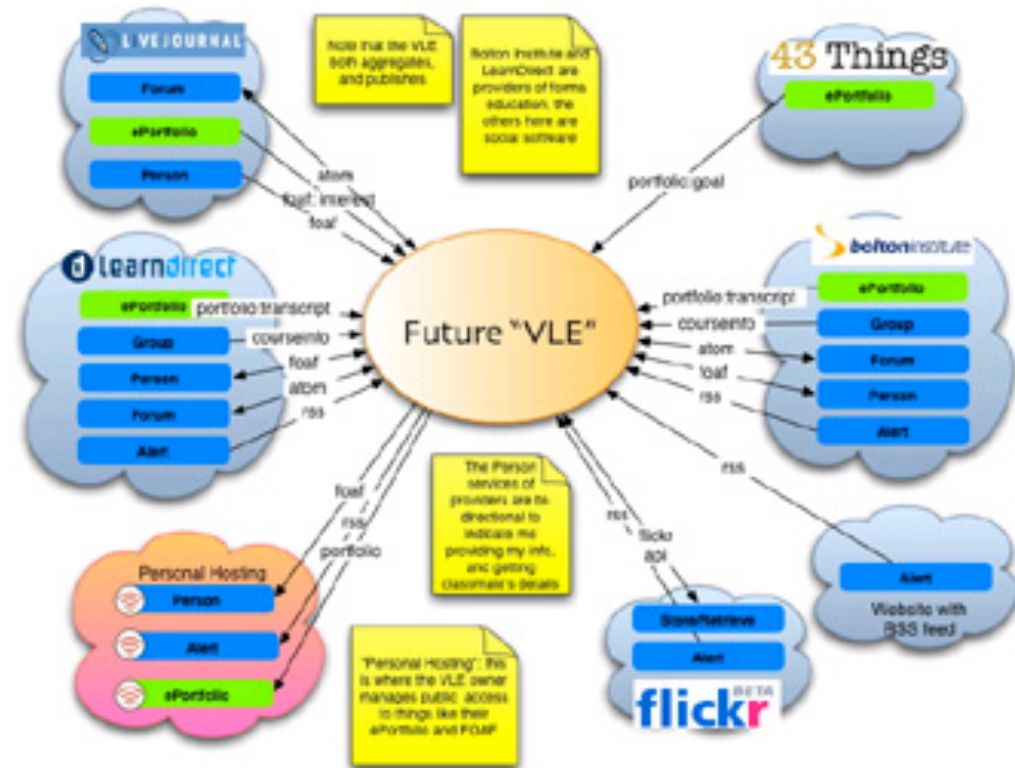 LIVEJOURNAL
Forum
ePortfolio
Person
atom
foaf: interest
foaf
Note that the VLE
both aggregates,
and publishes
Bolton Institute and
LearnDirect are
providers of forma
education, the
others here are
social software
43 Things
ePortfolio
portfolio:goal
learndirect
ePortfolio
Group
Person
Forum
Alert
portfolio:transcript
courseinfo
foaf
atom
rss
Future "VLE"
boltoninstitute
ePortfolio
Group
Forum
Person
Alert
portfolio:transcript
courseinfo
atom
foaf
rss
foaf
rss
portfolio
The Person
services of
providers are bi-
directional to
indicate me
providing my info,
and getting
classmate's details
rss
flickr
api
rss
Alert
Website with
RSS feed
Personal Hosting
Person
Alert
ePortfolio
"Personal Hosting": this
is where the VLE owner
manages public access
to things like their
ePortfolio and FOAF
Store/Retrieve
Alert
flickr
BETA